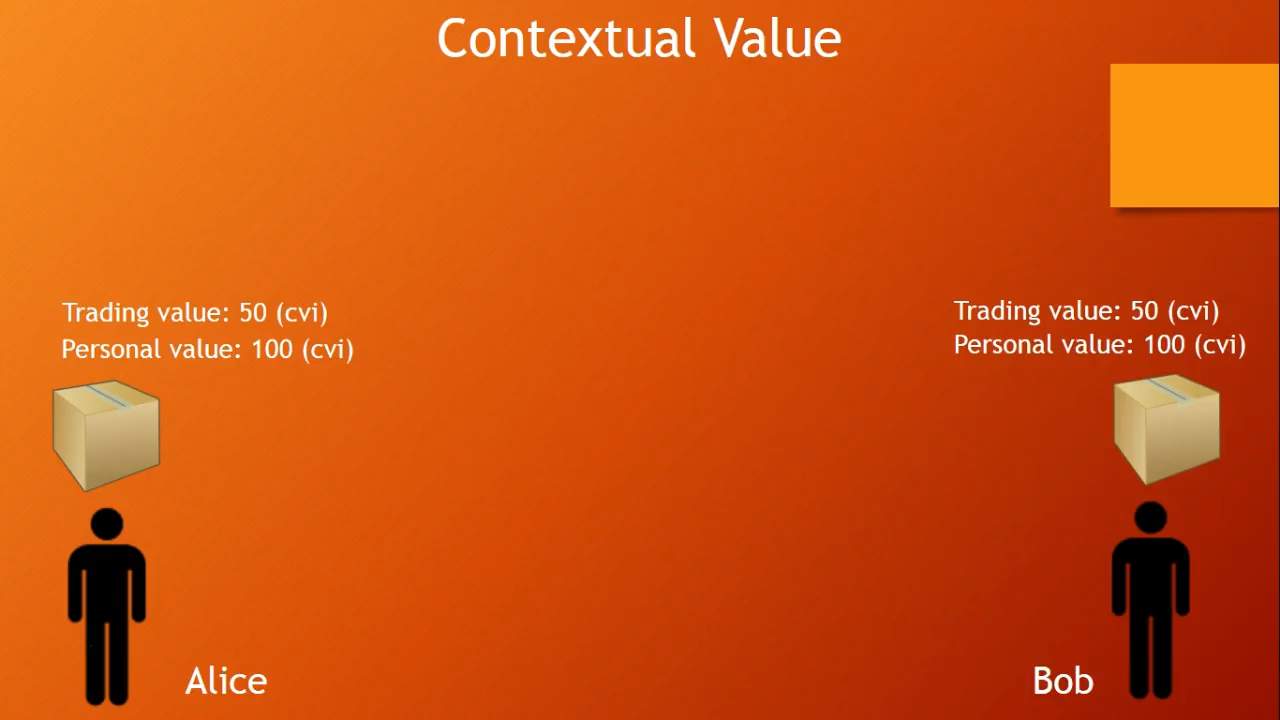 Contextual Value
Trading value: 50 (cvi)
Personal value: 100 (cvi)
Trading value: 50 (cvi)
Personal value: 100 (cvi)
Alice
Bob